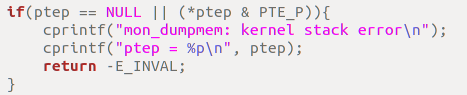 if(ptep == NULL || (*ptep & PTE_P)){
    cprintf("mon_dumpmem: kernel stack error\n");
    cprintf("ptep = %p\n", ptep);
    return -E_INVAL;
}